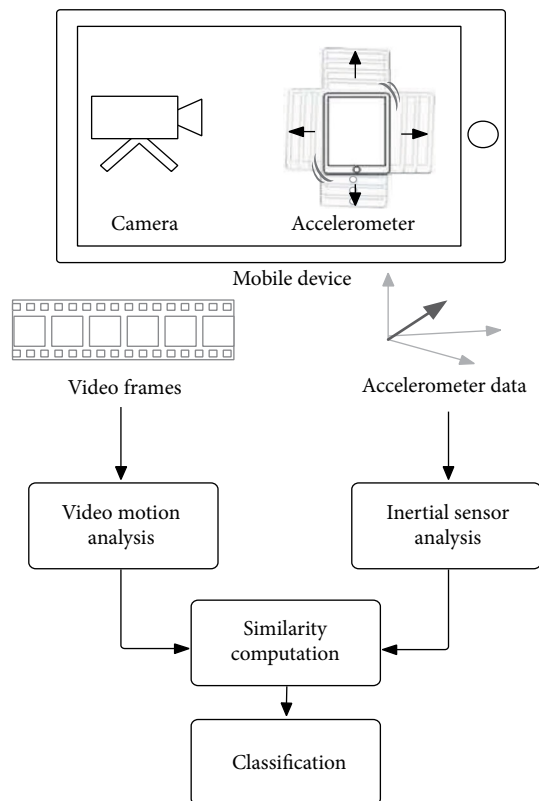 Camera
Accelerometer
Mobile device
Video frames
Accelerometer data
Video motion
analysis
Inertial sensor
analysis
Similarity
computation
Classification